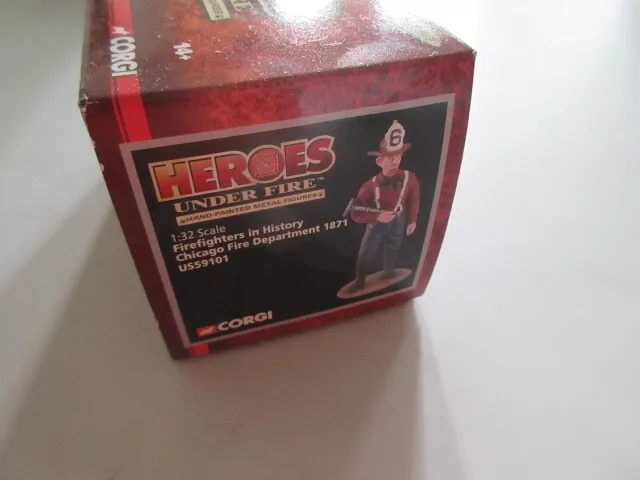 CORGI
14+
HEROES
UNDER FIRE™
HAND-PAINTED METAL FIGURES
1:32 Scale
Firefighters in History
Chicago Fire Department 1871
US59101
CORGI
6